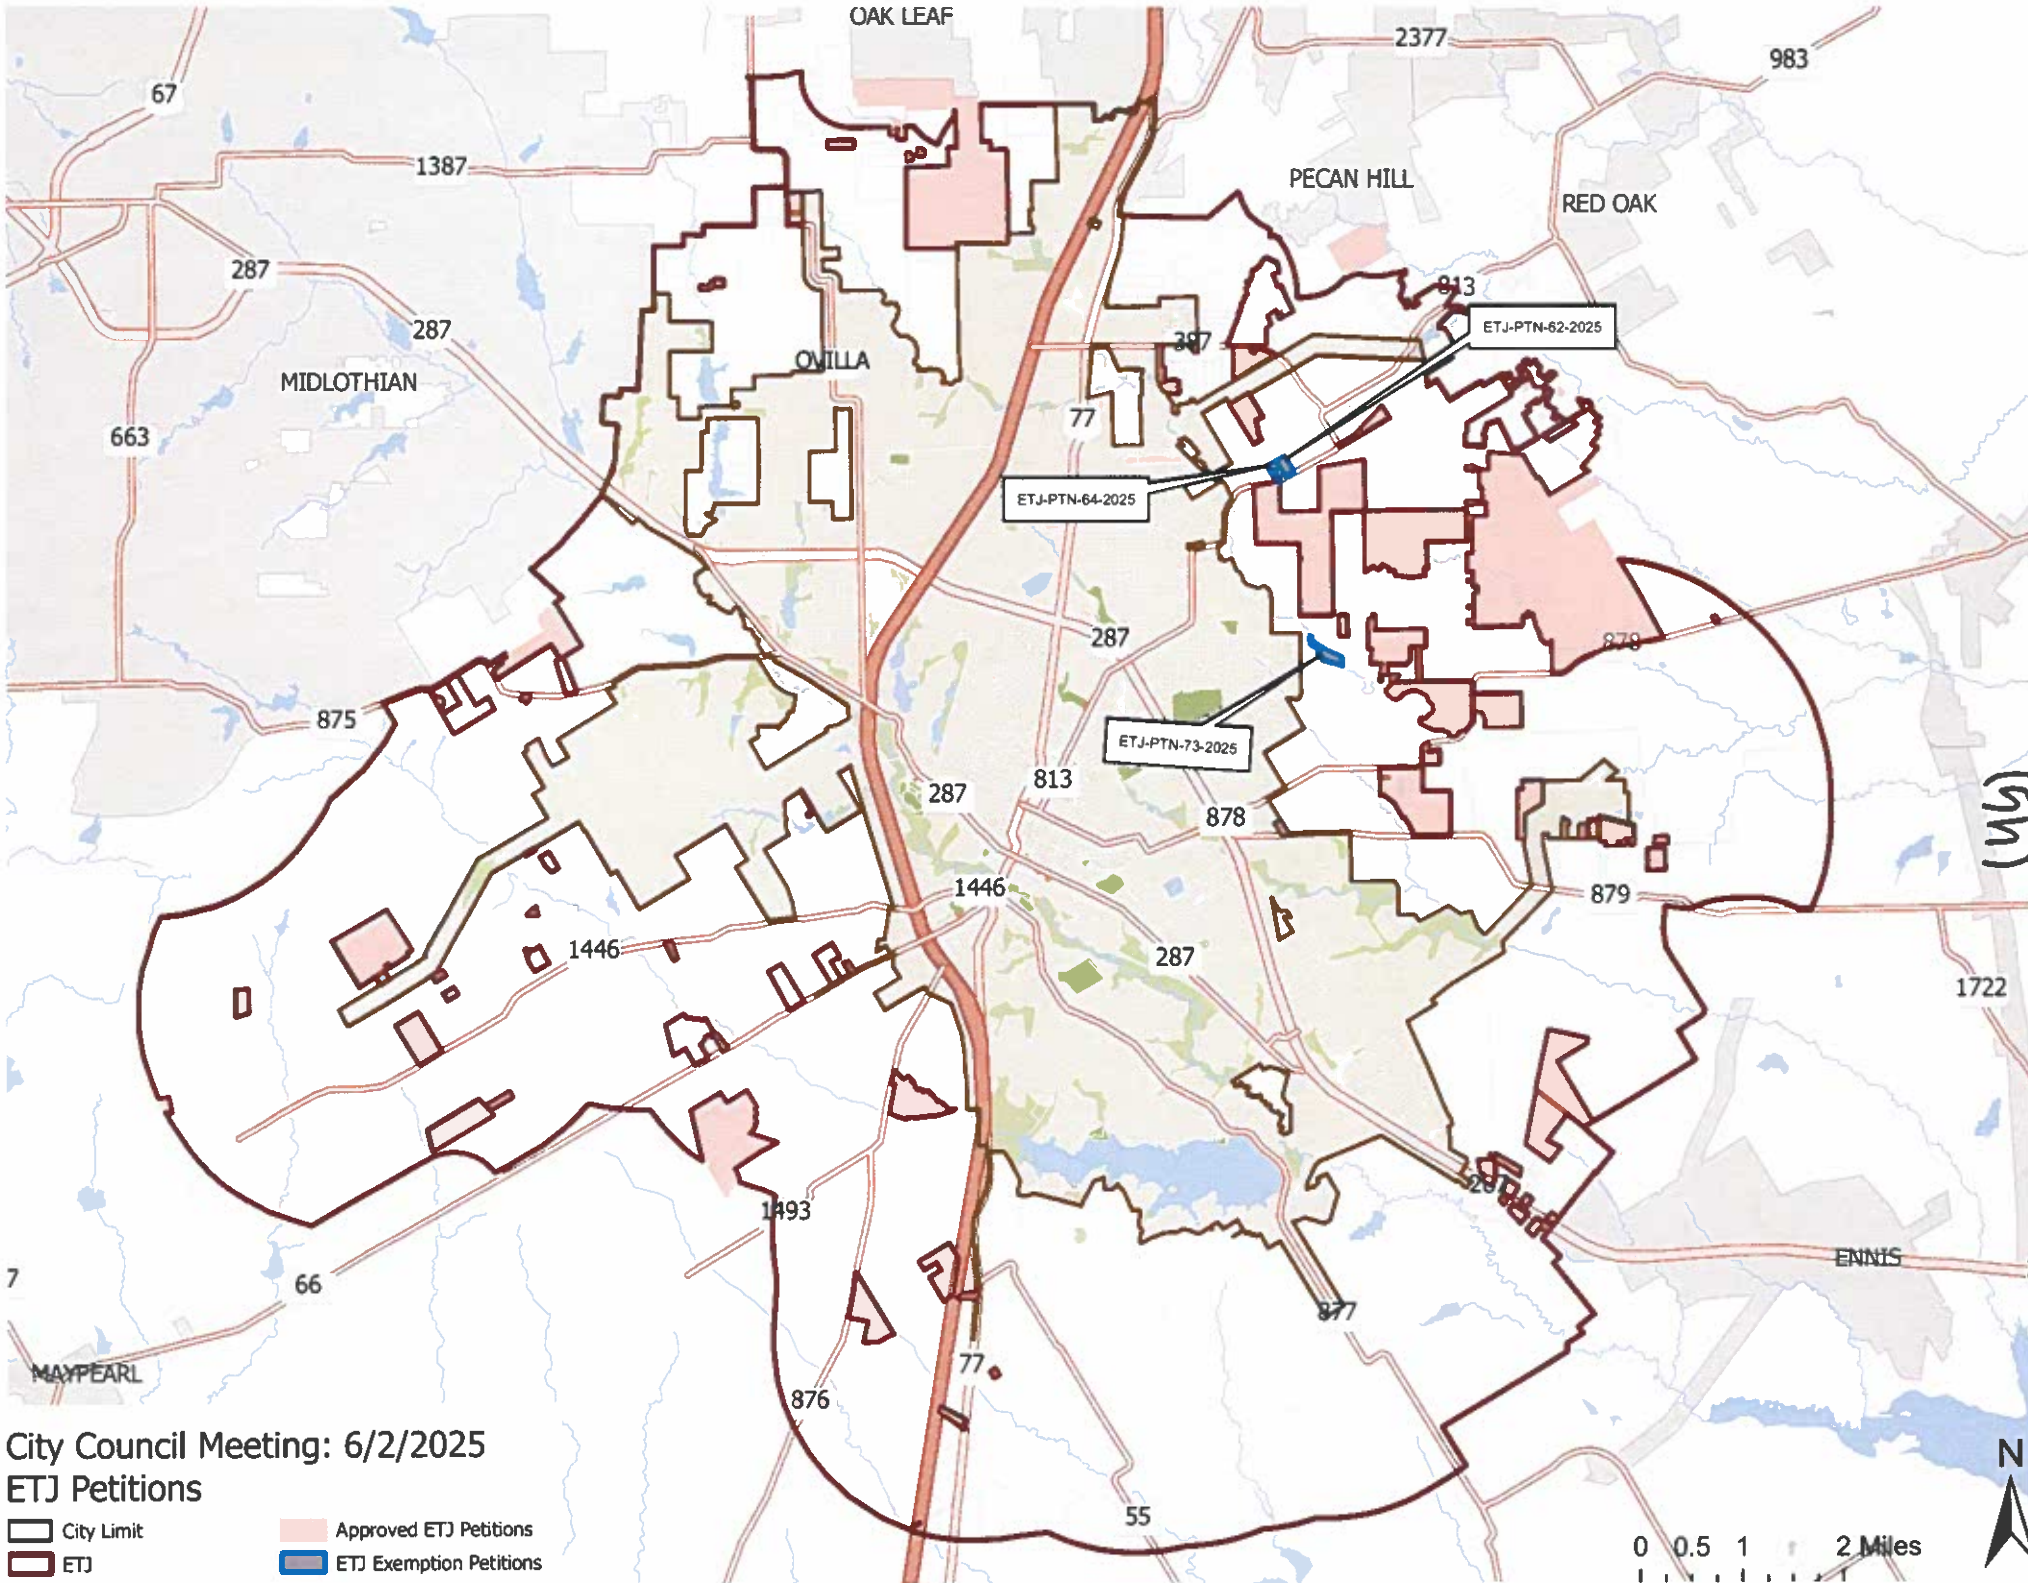 OAK LEAF
2377
983
67
1387
PECAN HILL
RED OAK
287
813
287
ETJ-PTN-62-2025
387
OVILLA
MIDLOTHIAN
77
663
ETJ-PTN-64-2025
287
878
875
ETJ-PTN-73-2025
813
287
878
1446
879
1446
287
1722
287
1493
ENNIS
7
66
877
77
MAYPEARL
876
City Council Meeting: 6/2/2025
ETJ Petitions
55
City Limit
Approved ETJ Petitions
ETJ
ETJ Exemption Petitions
0 0.5 1 2 Miles
N